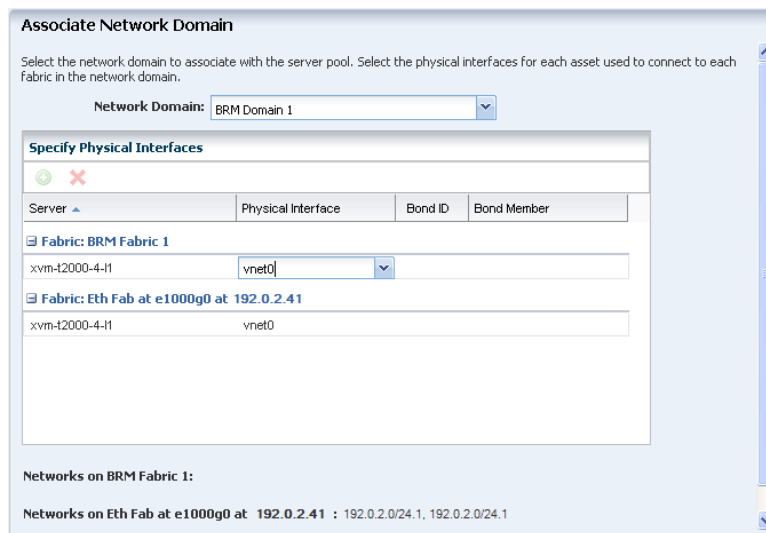 Associate Network Domain
Select the network domain to associate with the server pool. Select the physical interfaces for each asset used to connect to each
fabric in the network domain.
Network Domain: BRM Domain 1
Specify Physical Interfaces
Server Physical Interface Bond ID Bond Member
Fabric: BRM Fabric 1
xvm-t2000-4-l1 vnet0
Fabric: Eth Fab at e1000g0 at 192.0.2.41
xvm-t2000-4-l1 vnet0
Networks on BRM Fabric 1:
Networks on Eth Fab at e1000g0 at 192.0.2.41 : 192.0.2.0/24.1, 192.0.2.0/24.1